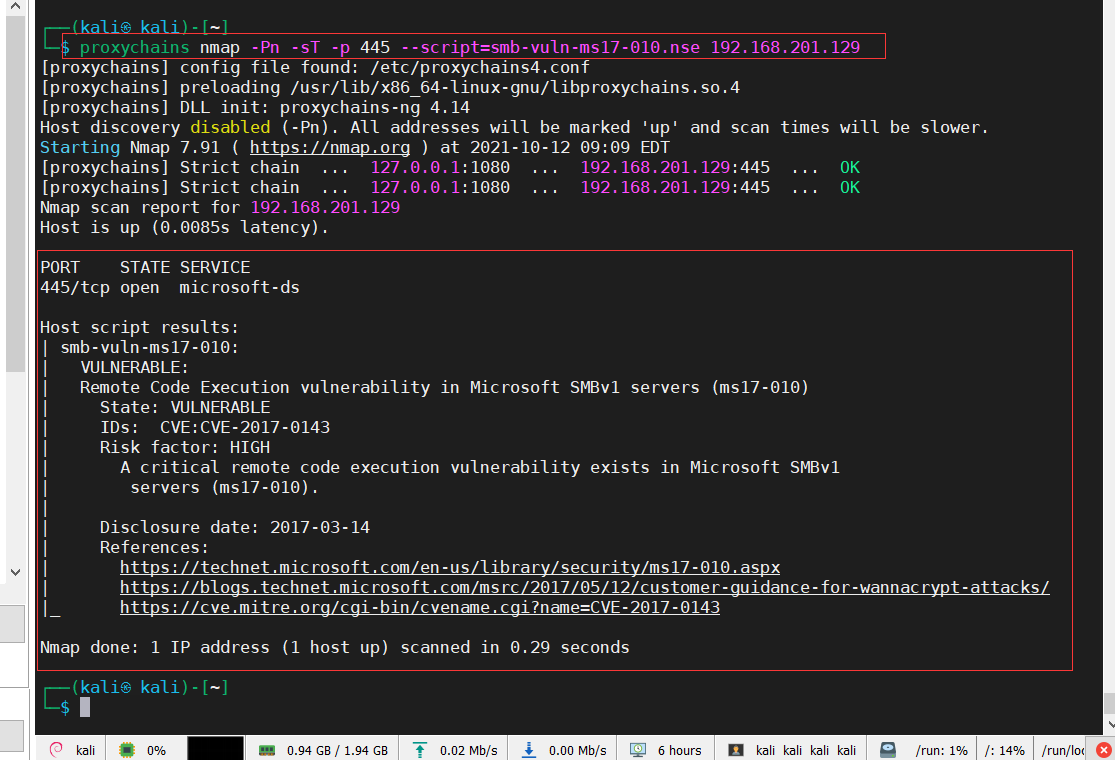 ┌──(kali㉿ kali)-[~]
└─$ proxychains nmap -Pn -sT -p 445 --script=smb-vuln-ms17-010.nse 192.168.201.129
[proxychains] config file found: /etc/proxychains4.conf
[proxychains] preloading /usr/lib/x86_64-linux-gnu/libproxychains.so.4
[proxychains] DLL init: proxychains-ng 4.14
Host discovery disabled (-Pn). All addresses will be marked 'up' and scan times will be slower.
Starting Nmap 7.91 ( https://nmap.org ) at 2021-10-12 09:09 EDT
[proxychains] Strict chain  ...  127.0.0.1:1080  ...  192.168.201.129:445  ...  OK
[proxychains] Strict chain  ...  127.0.0.1:1080  ...  192.168.201.129:445  ...  OK
Nmap scan report for 192.168.201.129
Host is up (0.0085s latency).
PORT    STATE SERVICE
445/tcp open  microsoft-ds
Host script results:
| smb-vuln-ms17-010:
|   VULNERABLE:
|   Remote Code Execution vulnerability in Microsoft SMBv1 servers (ms17-010)
|     State: VULNERABLE
|     IDs:  CVE:CVE-2017-0143
|     Risk factor: HIGH
|       A critical remote code execution vulnerability exists in Microsoft SMBv1
|        servers (ms17-010).
|
|     Disclosure date: 2017-03-14
|     References:
|       https://technet.microsoft.com/en-us/library/security/ms17-010.aspx
|       https://blogs.technet.microsoft.com/msrc/2017/05/12/customer-guidance-for-wannacrypt-attacks/
|_      https://cve.mitre.org/cgi-bin/cvename.cgi?name=CVE-2017-0143
Nmap done: 1 IP address (1 host up) scanned in 0.29 seconds
┌──(kali㉿ kali)-[~]
└─$
kali 0% 0.94 GB / 1.94 GB 0.02 Mb/s 0.00 Mb/s 6 hours kali kali kali kali /run: 1% /: 14% /run/loc